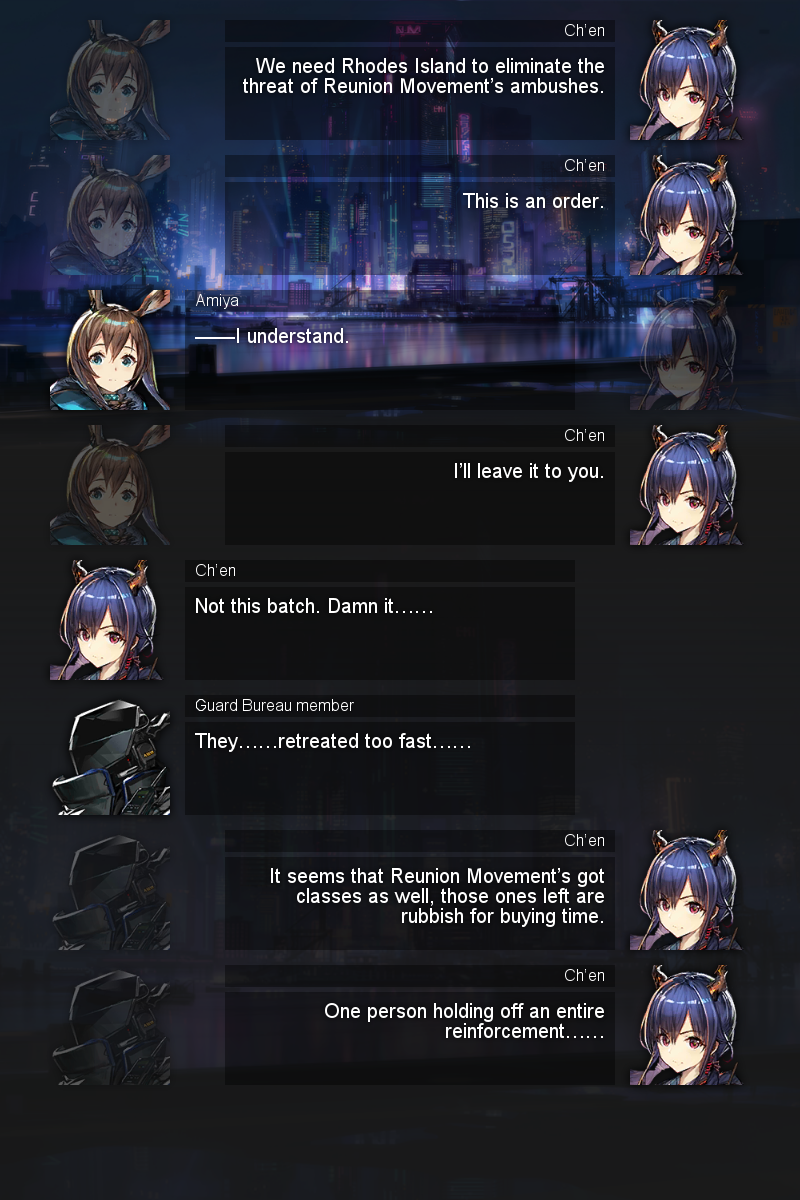 Ch'en
We need Rhodes Island to eliminate the
threat of Reunion Movement's ambushes.
Ch'en
This is an order.
Amiya
——I understand.
Ch'en
I'll leave it to you.
Ch'en
Not this batch. Damn it……
Guard Bureau member
They……retreated too fast……
Ch'en
It seems that Reunion Movement's got
classes as well, those ones left are
rubbish for buying time.
Ch'en
One person holding off an entire
reinforcement……